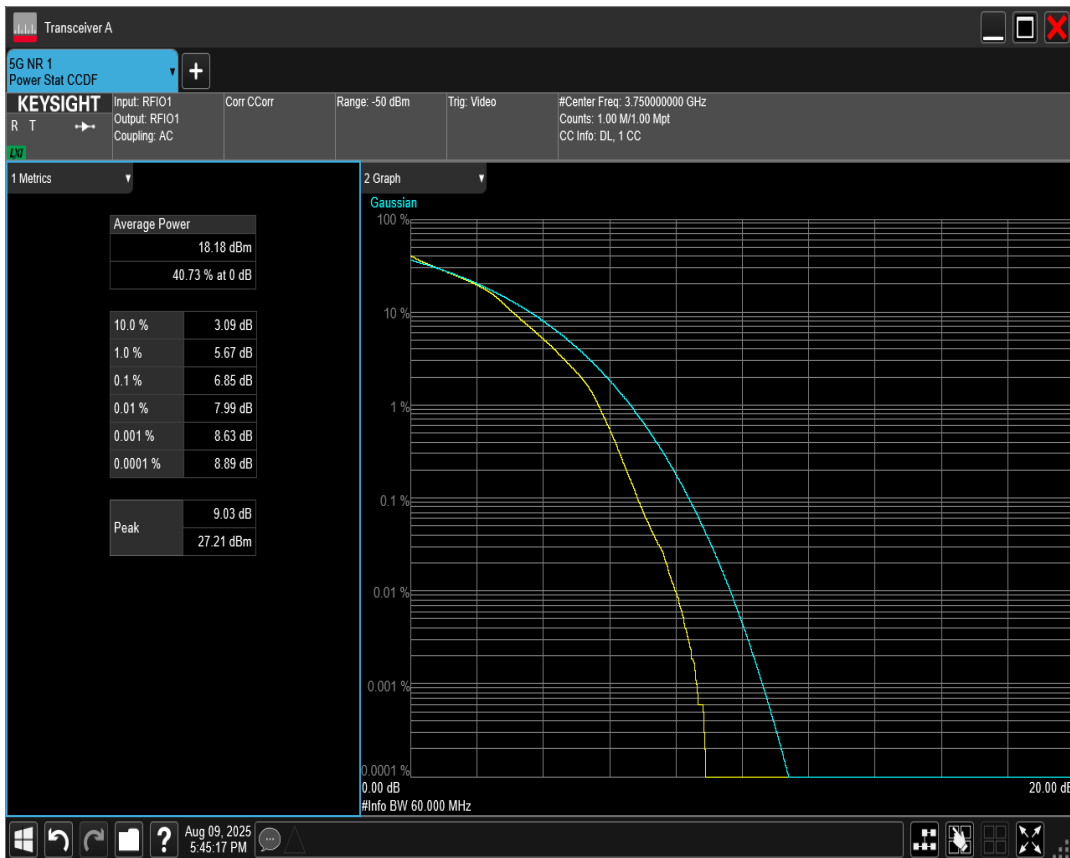 Transceiver A
5G NR 1
Power Stat CCDF
KEYSIGHT
R T
LXI
Input: RFIO1
Output: RFIO1
Coupling: AC
Corr CCorr
Range: -50 dBm
Trig: Video
#Center Freq: 3.750000000 GHz
Counts: 1.00 M/1.00 Mpt
CC Info: DL, 1 CC
1 Metrics
Average Power
18.18 dBm
40.73 % at 0 dB
10.0 % 3.09 dB
1.0 % 5.67 dB
0.1 % 6.85 dB
0.01 % 7.99 dB
0.001 % 8.63 dB
0.0001 % 8.89 dB
Peak
9.03 dB
27.21 dBm
2 Graph
Gaussian
100 %
10 %
1 %
0.1 %
0.01 %
0.001 %
0.0001 %
0.00 dB
20.00 dB
#Info BW 60.000 MHz
?
Aug 09, 2025
5:45:17 PM